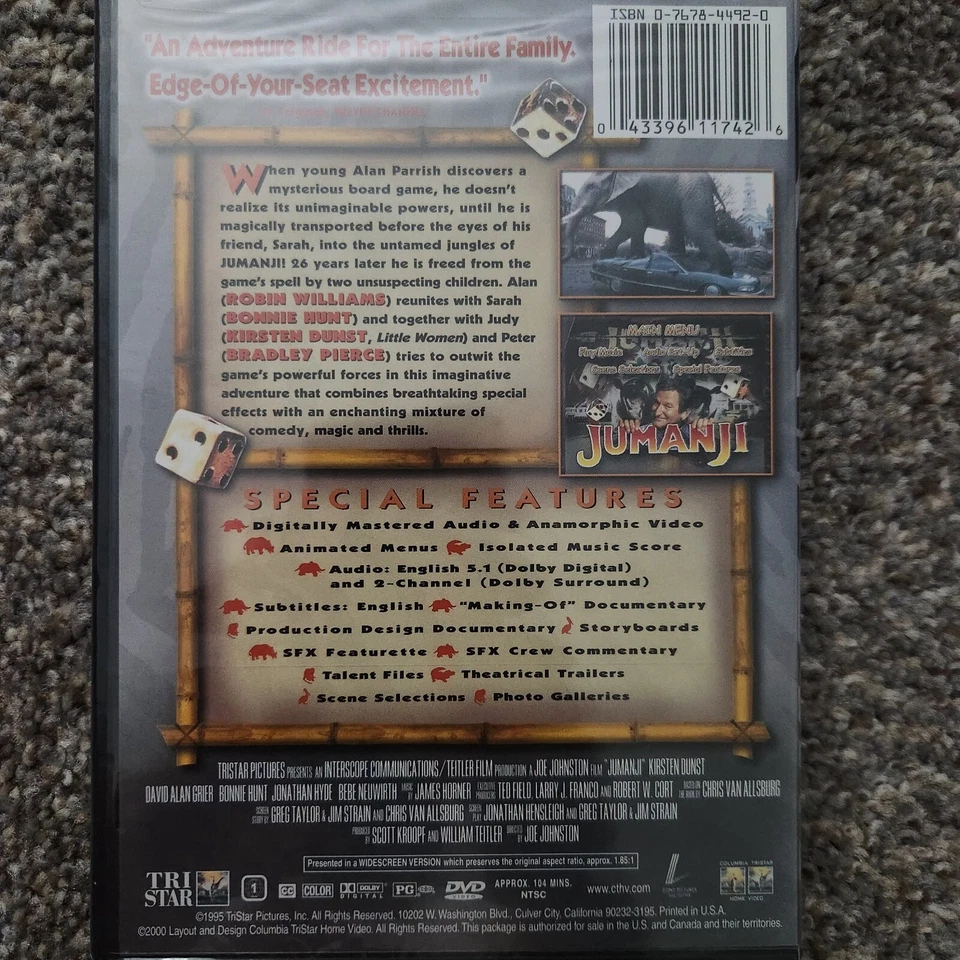 "An Adventure Ride For The Entire Family.
Edge-Of-Your-Seat Excitement."
ISBN 0-7678-4492-0
0 43396 11742 6
When young Alan Parrish discovers a
mysterious board game, he doesn't
realize its unimaginable powers, until he is
magically transported before the eyes of his
friend, Sarah, into the untamed jungles of
JUMANJI! 26 years later he is freed from the
game's spell by two unsuspecting children. Alan
(ROBIN WILLIAMS) reunites with Sarah
(BONNIE HUNT) and together with Judy
(KIRSTEN DUNST, Little Women) and Peter
(BRADLEY PIERCE) tries to outwit the
game's powerful forces in this imaginative
adventure that combines breathtaking special
effects with an enchanting mixture of
comedy, magic and thrills.
MAIN MENU
Scene Selections Special Features
JUMANJI
SPECIAL FEATURES
Digitally Mastered Audio & Anamorphic Video
Animated Menus Isolated Music Score
Audio: English 5.1 (Dolby Digital)
and 2-Channel (Dolby Surround)
Subtitles: English "Making-Of" Documentary
Production Design Documentary Storyboards
SFX Featurette SFX Crew Commentary
Talent Files Theatrical Trailers
Scene Selections Photo Galleries
TRISTAR PICTURES PRESENTS AN INTERSCOPE COMMUNICATIONS/TEITLER FILM PRODUCTION A JOE JOHNSTON FILM "JUMANJI" KIRSTEN DUNST
DAVID ALAN GRIER BONNIE HUNT JONATHAN HYDE BEBE NEUWIRTH MUSIC BY JAMES HORNER EXECUTIVE PRODUCERS TED FIELD, LARRY J. FRANCO AND ROBERT W. CORT BASED ON THE BOOK BY CHRIS VAN ALLSBURG
SCREEN STORY BY GREG TAYLOR & JIM STRAIN AND CHRIS VAN ALLSBURG SCREENPLAY BY JONATHAN HENSLEIGH AND GREG TAYLOR & JIM STRAIN
PRODUCED BY SCOTT KROOPF AND WILLIAM TEITLER DIRECTED BY JOE JOHNSTON
Presented in a WIDESCREEN VERSION which preserves the original aspect ratio, approx. 1.85:1
TRI STAR 1 CC COLOR DOLBY DIGITAL PG DVD VIDEO APPROX. 104 MINS. NTSC www.cthv.com COLUMBIA TRISTAR HOME VIDEO
©1995 TriStar Pictures, Inc. All Rights Reserved. 10202 W. Washington Blvd., Culver City, California 90232-3195. Printed in U.S.A.
©2000 Layout and Design Columbia TriStar Home Video. All Rights Reserved. This package is authorized for sale in the U.S. and Canada and their territories.